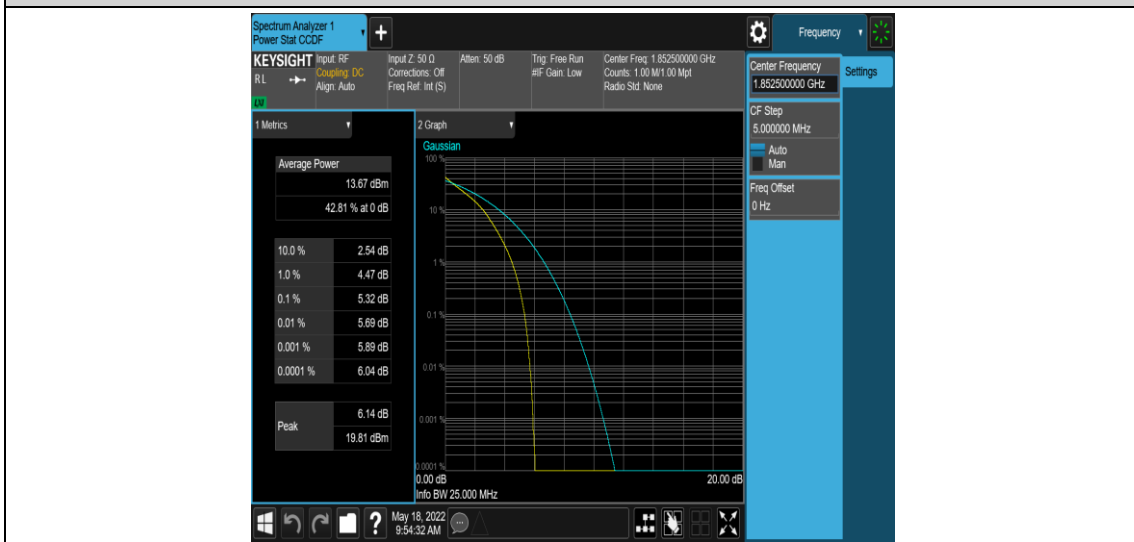 Spectrum Analyzer 1
Power Stat CCDF
+
Frequency
KEYSIGHT
RL
LXI
Input: RF
Coupling: DC
Align: Auto
Input Z: 50 Ω
Corrections: Off
Freq Ref: Int (S)
Atten: 50 dB
Trig: Free Run
#IF Gain: Low
Center Freq: 1.852500000 GHz
Counts: 1.00 M/1.00 Mpt
Radio Std: None
Center Frequency
1.852500000 GHz
Settings
CF Step
5.000000 MHz
Auto
Man
Freq Offset
0 Hz
1 Metrics
Average Power
13.67 dBm
42.81 % at 0 dB
10.0 % 2.54 dB
1.0 % 4.47 dB
0.1 % 5.32 dB
0.01 % 5.69 dB
0.001 % 5.89 dB
0.0001 % 6.04 dB
Peak
6.14 dB
19.81 dBm
2 Graph
Gaussian
100 %
10 %
1 %
0.1 %
0.01 %
0.001 %
0.0001 %
0.00 dB 20.00 dB
Info BW 25.000 MHz
?
May 18, 2022
9:54:32 AM